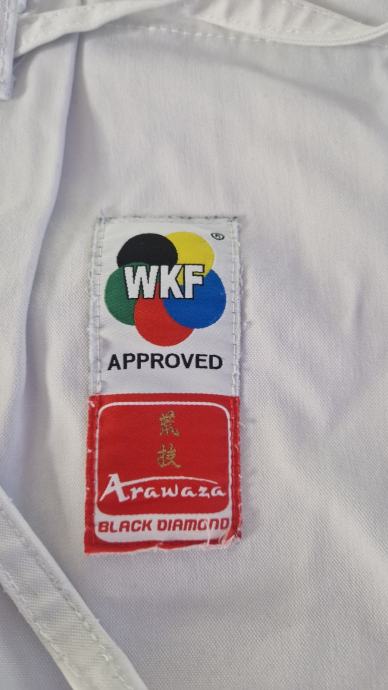 ®
WKF
APPROVED
荒
技
Arawaza
BLACK DIAMOND